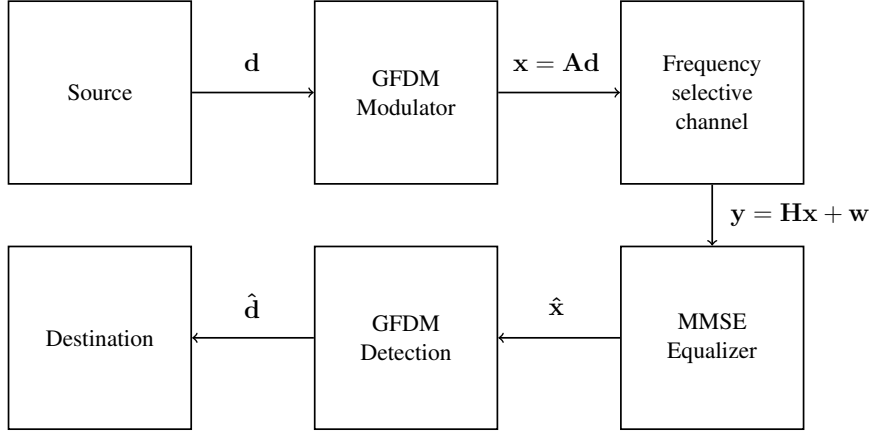 Source
d
GFDM
Modulator
x = Ad
Frequency
selective
channel
y = Hx + w
MMSE
Equalizer
x̂
GFDM
Detection
d̂
Destination